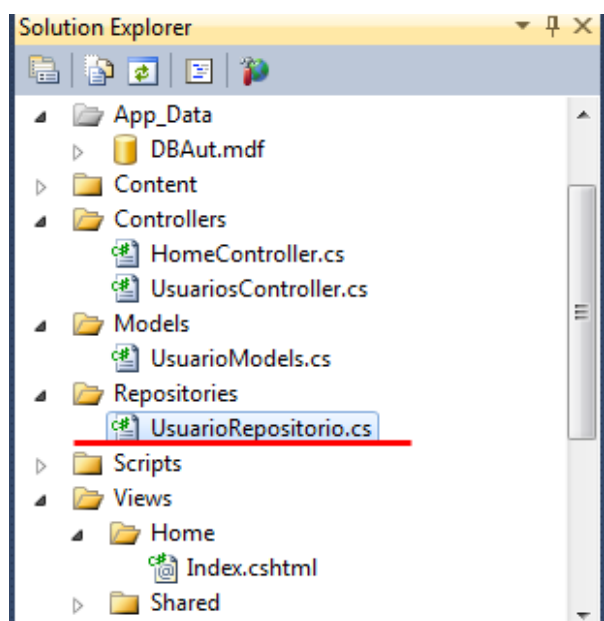 Solution Explorer
App_Data
DBAut.mdf
Content
Controllers
HomeController.cs
UsuariosController.cs
Models
UsuarioModels.cs
Repositories
UsuarioRepositorio.cs
Scripts
Views
Home
Index.cshtml
Shared